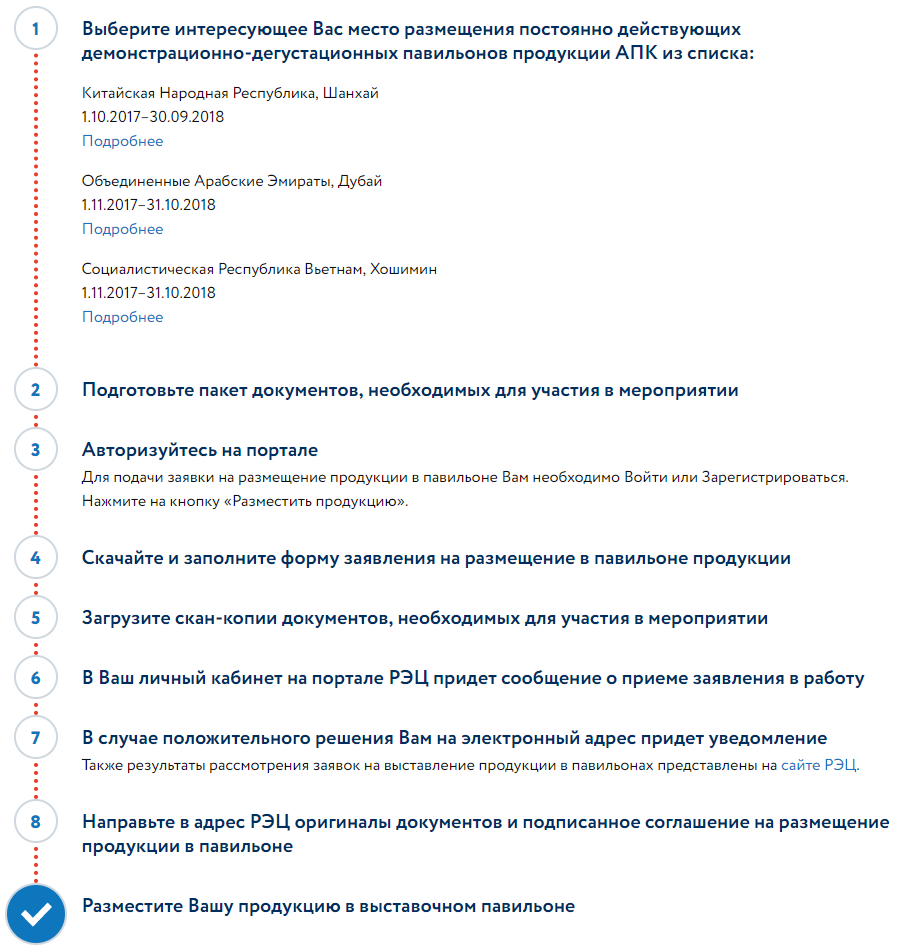 1
Выберите интересующее Вас место размещения постоянно действующих
демонстрационно-дегустационных павильонов продукции АПК из списка:
Китайская Народная Республика, Шанхай
1.10.2017–30.09.2018
Подробнее
Объединенные Арабские Эмираты, Дубай
1.11.2017–31.10.2018
Подробнее
Социалистическая Республика Вьетнам, Хошимин
1.11.2017–31.10.2018
Подробнее
2
Подготовьте пакет документов, необходимых для участия в мероприятии
3
Авторизуйтесь на портале
Для подачи заявки на размещение продукции в павильоне Вам необходимо Войти или Зарегистрироваться.
Нажмите на кнопку «Разместить продукцию».
4
Скачайте и заполните форму заявления на размещение в павильоне продукции
5
Загрузите скан-копии документов, необходимых для участия в мероприятии
6
В Ваш личный кабинет на портале РЭЦ придет сообщение о приеме заявления в работу
7
В случае положительного решения Вам на электронный адрес придет уведомление
Также результаты рассмотрения заявок на выставление продукции в павильонах представлены на сайте РЭЦ.
8
Направьте в адрес РЭЦ оригиналы документов и подписанное соглашение на размещение
продукции в павильоне
Разместите Вашу продукцию в выставочном павильоне